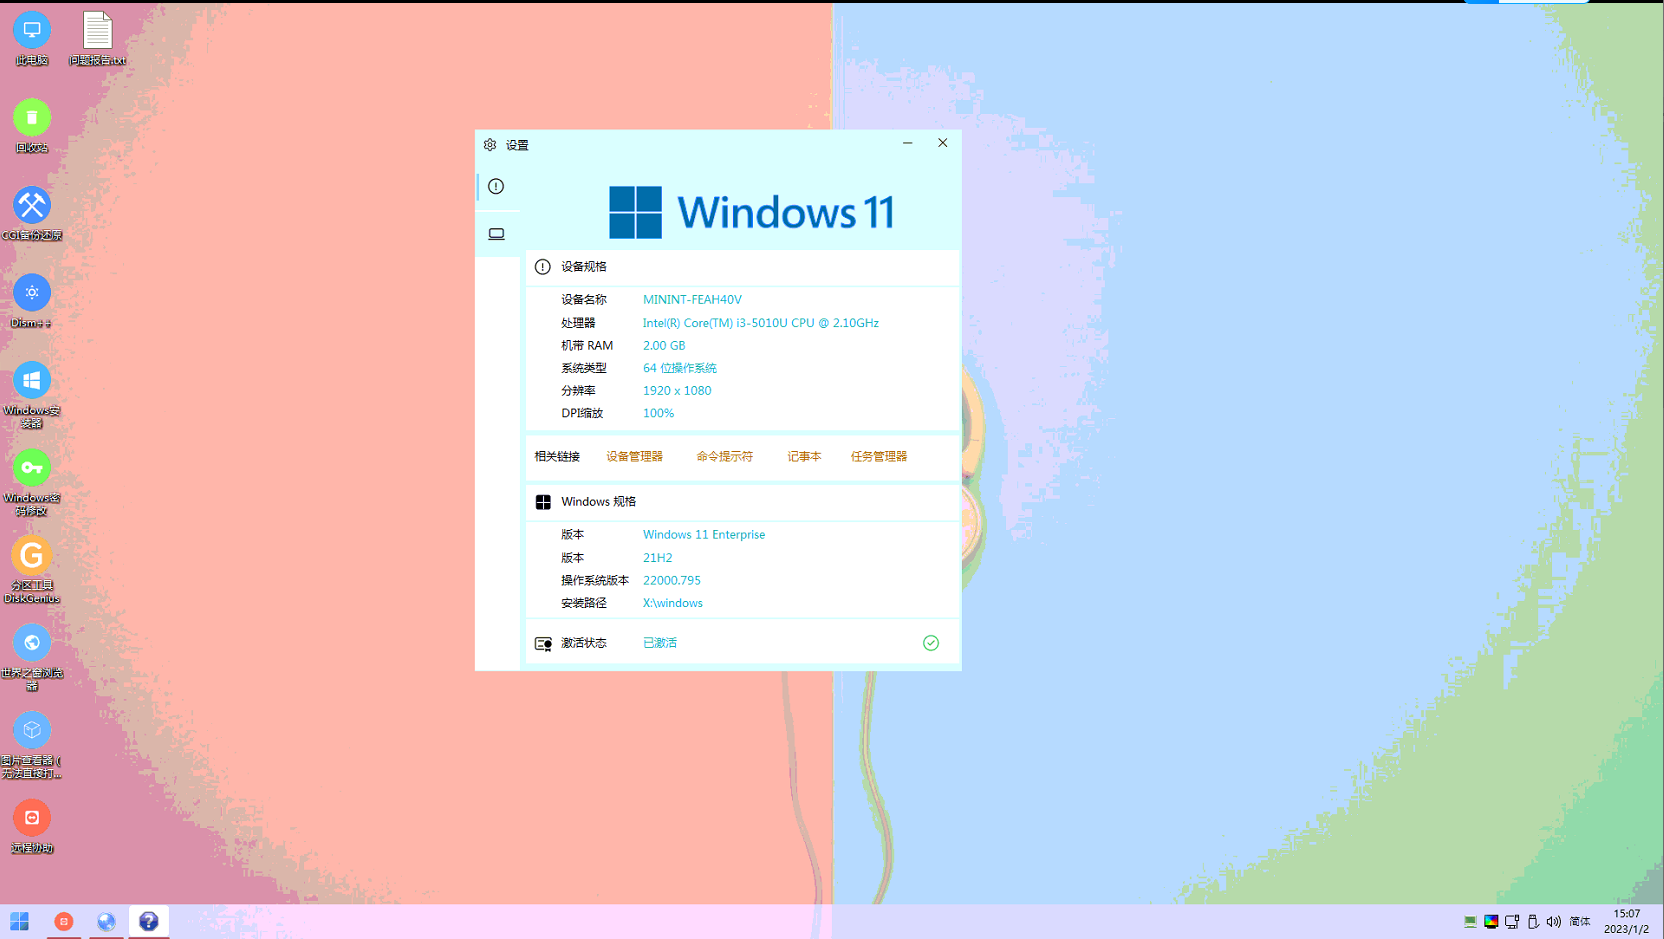 此电脑
问题报告.txt
回收站
CGI备份还原
Dism++
Windows安
装器
Windows密
码修改
分区工具
DiskGenius
世界之窗浏览
器
图片查看器 (
无法直接打...
远程协助
设置
Windows 11
设备规格
设备名称 MININT-FEAH40V
处理器 Intel(R) Core(TM) i3-5010U CPU @ 2.10GHz
机带 RAM 2.00 GB
系统类型 64 位操作系统
分辨率 1920 x 1080
DPI缩放 100%
相关链接 设备管理器 命令提示符 记事本 任务管理器
Windows 规格
版本 Windows 11 Enterprise
版本 21H2
操作系统版本 22000.795
安装路径 X:\windows
激活状态 已激活
简体
15:07
2023/1/2